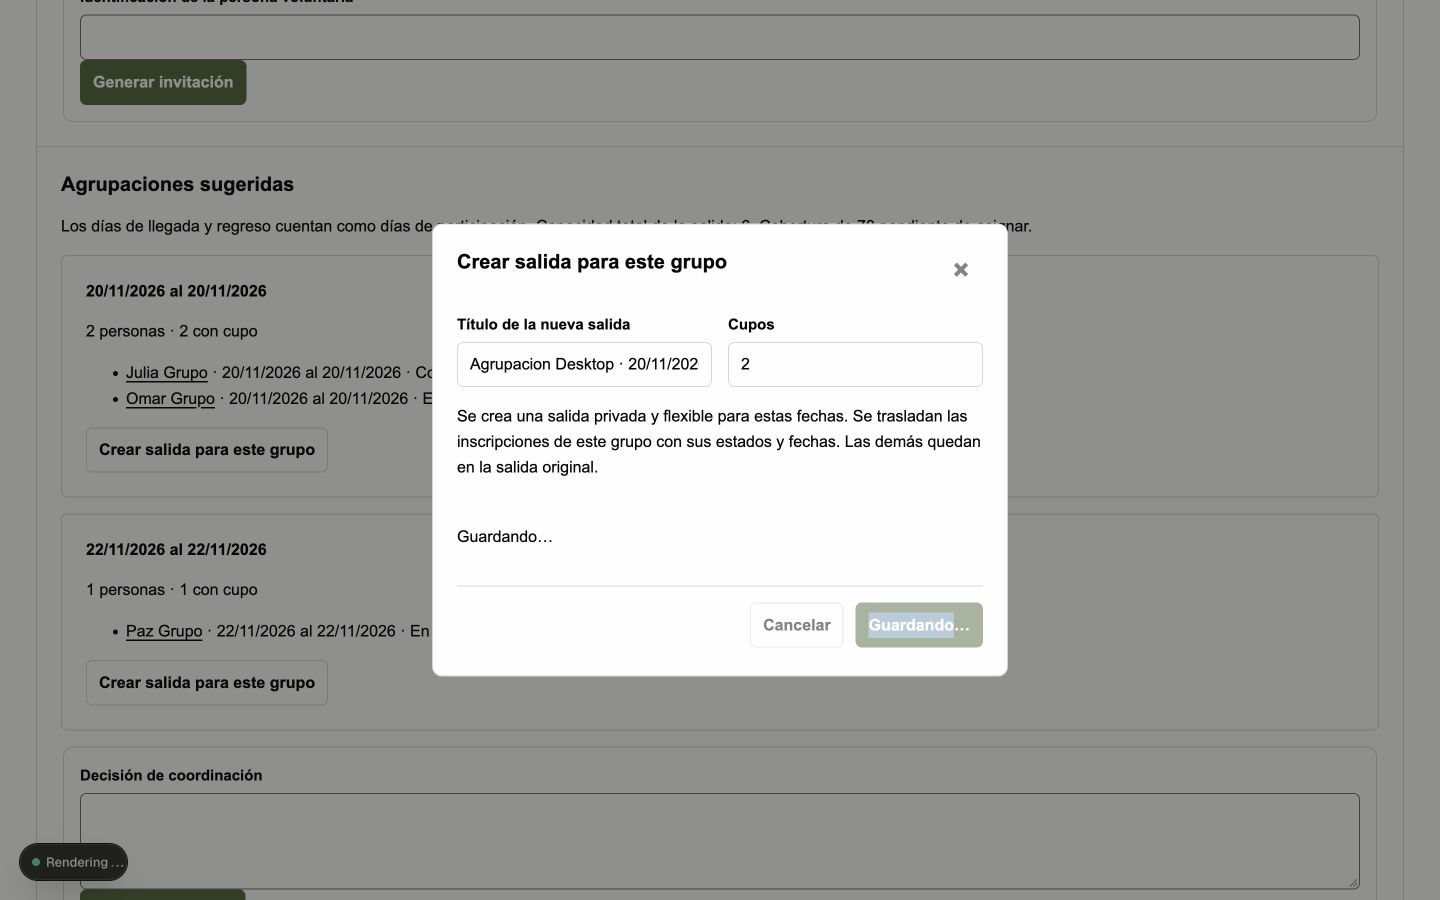 Generar invitación
Agrupaciones sugeridas
Los días de llegada y regreso cuentan como días de
nar.
20/11/2026 al 20/11/2026
2 personas · 2 con cupo
Julia Grupo · 20/11/2026 al 20/11/2026 · Co
Omar Grupo · 20/11/2026 al 20/11/2026 · E
Crear salida para este grupo
22/11/2026 al 22/11/2026
1 personas · 1 con cupo
Paz Grupo · 22/11/2026 al 22/11/2026 · En
Crear salida para este grupo
Decisión de coordinación
Crear salida para este grupo
Título de la nueva salida
Cupos
Agrupacion Desktop · 20/11/202
2
Se crea una salida privada y flexible para estas fechas. Se trasladan las
inscripciones de este grupo con sus estados y fechas. Las demás quedan
en la salida original.
Guardando…
Cancelar
Guardando…
Rendering ...